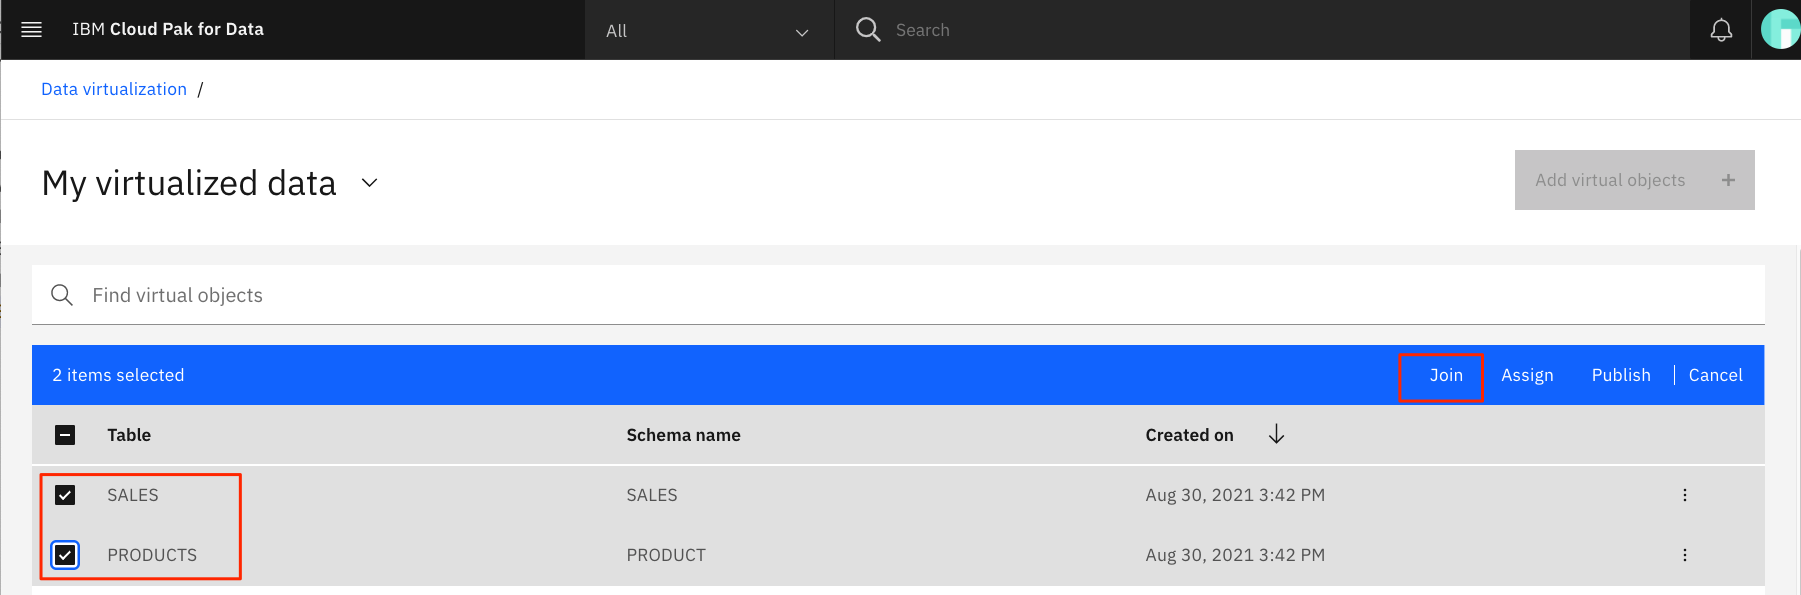 IBM Cloud Pak for Data All Search
Data virtualization /
My virtualized data
Add virtual objects +
Find virtual objects
2 items selected Join Assign Publish | Cancel
Table Schema name Created on
SALES SALES Aug 30, 2021 3:42 PM
PRODUCTS PRODUCT Aug 30, 2021 3:42 PM